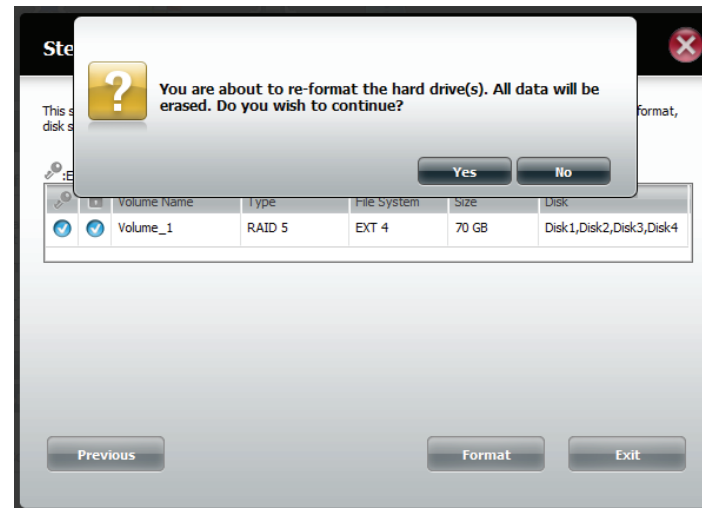 Ste
You are about to re-format the hard drive(s). All data will be
erased. Do you wish to continue?
This s
format,
disk s
Yes No
:E
Volume Name Type File System Size Disk
Volume_1 RAID 5 EXT 4 70 GB Disk1,Disk2,Disk3,Disk4
Previous Format Exit